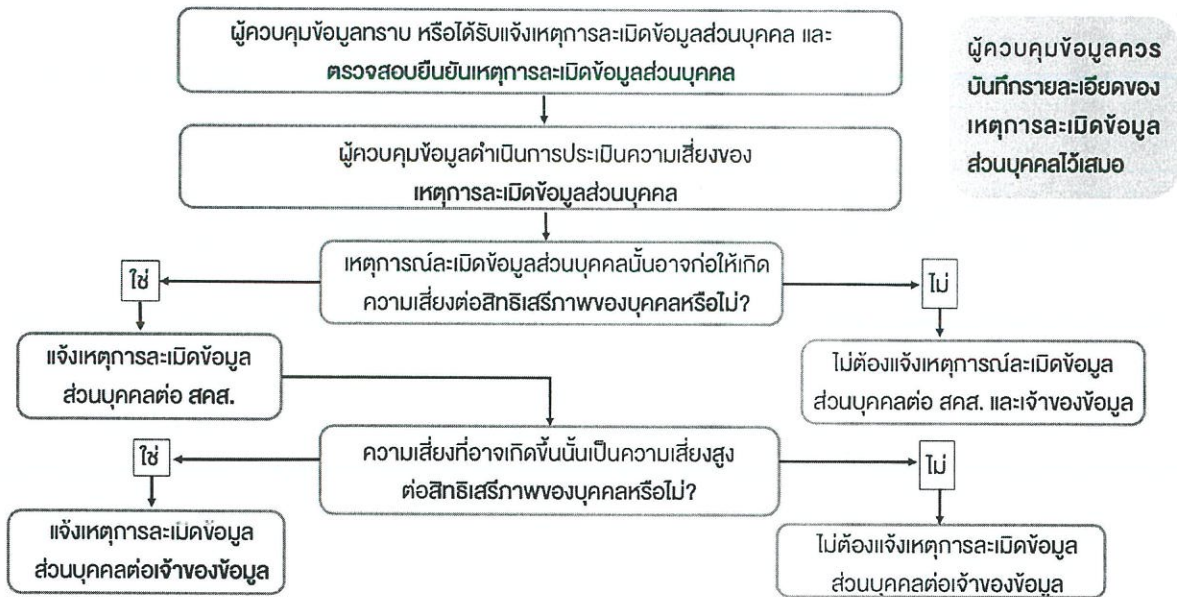 ผู้ควบคุมข้อมูลทราบ หรือได้รับแจ้งเหตุการละเมิดข้อมูลส่วนบุคคล และ
ตรวจสอบยืนยันเหตุการละเมิดข้อมูลส่วนบุคคล
ผู้ควบคุมข้อมูลควร
บันทึกรายละเอียดของ
เหตุการละเมิดข้อมูล
ส่วนบุคคลไว้เสมอ
ผู้ควบคุมข้อมูลดำเนินการประเมินความเสี่ยงของ
เหตุการละเมิดข้อมูลส่วนบุคคล
เหตุการณ์ละเมิดข้อมูลส่วนบุคคลนั้นอาจก่อให้เกิด
ความเสี่ยงต่อสิทธิเสรีภาพของบุคคลหรือไม่?
ใช่
ไม่
แจ้งเหตุการละเมิดข้อมูล
ส่วนบุคคลต่อ สคส.
ไม่ต้องแจ้งเหตุการณ์ละเมิดข้อมูล
ส่วนบุคคลต่อ สคส. และเจ้าของข้อมูล
ความเสี่ยงที่อาจเกิดขึ้นนั้นเป็นความเสี่ยงสูง
ต่อสิทธิเสรีภาพของบุคคลหรือไม่?
ใช่
ไม่
แจ้งเหตุการละเมิดข้อมูล
ส่วนบุคคลต่อเจ้าของข้อมูล
ไม่ต้องแจ้งเหตุการละเมิดข้อมูล
ส่วนบุคคลต่อเจ้าของข้อมูล